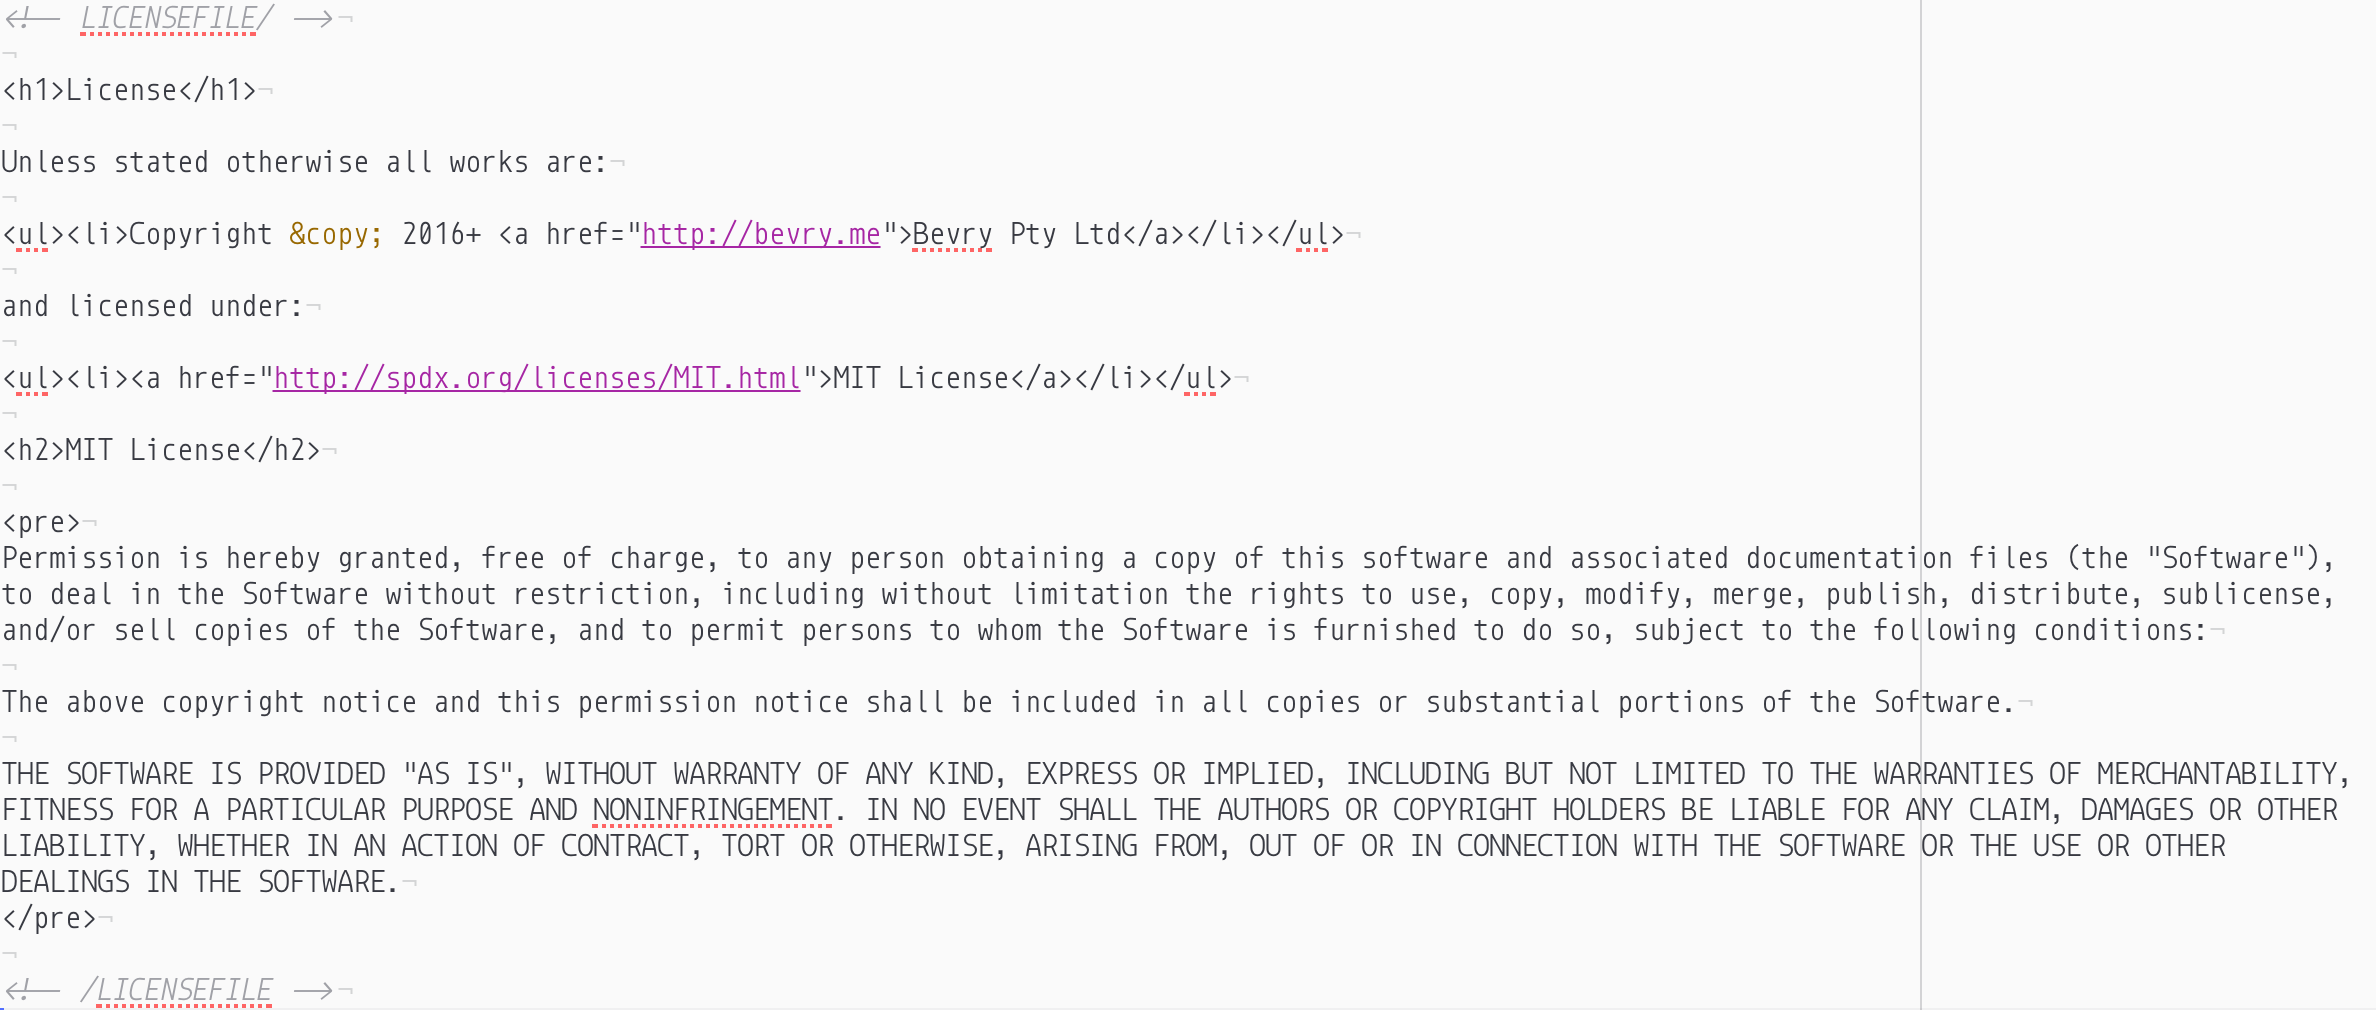 <!-- LICENSEFILE/ -->¬
¬
<h1>License</h1>¬
¬
Unless stated otherwise all works are:¬
¬
<ul><li>Copyright &copy; 2016+ <a href="http://bevry.me">Bevry Pty Ltd</a></li></ul>¬
¬
and licensed under:¬
¬
<ul><li><a href="http://spdx.org/licenses/MIT.html">MIT License</a></li></ul>¬
¬
<h2>MIT License</h2>¬
¬
<pre>¬
Permission is hereby granted, free of charge, to any person obtaining a copy of this software and associated documentation files (the "Software"),
to deal in the Software without restriction, including without limitation the rights to use, copy, modify, merge, publish, distribute, sublicense,
and/or sell copies of the Software, and to permit persons to whom the Software is furnished to do so, subject to the following conditions:¬
¬
The above copyright notice and this permission notice shall be included in all copies or substantial portions of the Software.¬
¬
THE SOFTWARE IS PROVIDED "AS IS", WITHOUT WARRANTY OF ANY KIND, EXPRESS OR IMPLIED, INCLUDING BUT NOT LIMITED TO THE WARRANTIES OF MERCHANTABILITY,
FITNESS FOR A PARTICULAR PURPOSE AND NONINFRINGEMENT. IN NO EVENT SHALL THE AUTHORS OR COPYRIGHT HOLDERS BE LIABLE FOR ANY CLAIM, DAMAGES OR OTHER
LIABILITY, WHETHER IN AN ACTION OF CONTRACT, TORT OR OTHERWISE, ARISING FROM, OUT OF OR IN CONNECTION WITH THE SOFTWARE OR THE USE OR OTHER
DEALINGS IN THE SOFTWARE.¬
</pre>¬
¬
<!-- /LICENSEFILE -->¬